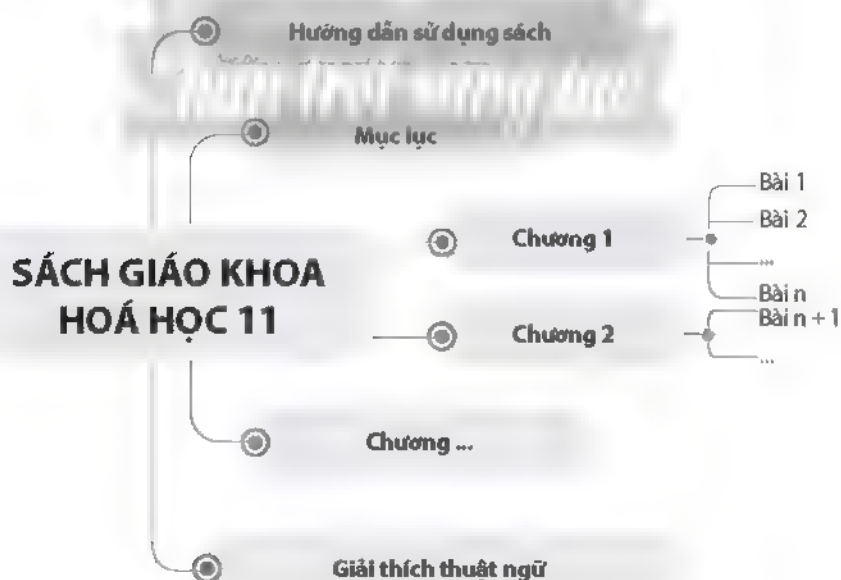 Hướng dẫn sử dụng sách
Mục lục
Bài 1
Bài 2
Chương 1
...
SÁCH GIÁO KHOA
HOÁ HỌC 11
Bài n
Bài n + 1
Chương 2
...
Chương ...
Giải thích thuật ngữ